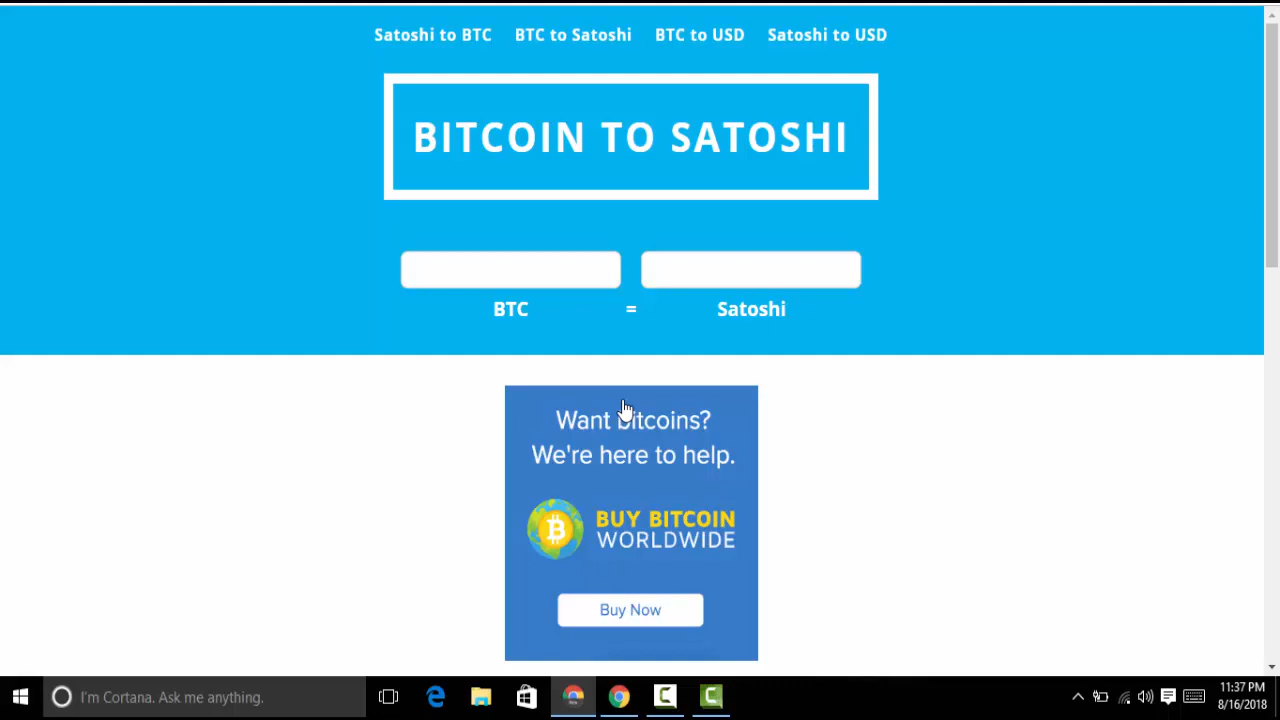 Satoshi to BTC BTC to Satoshi BTC to USD Satoshi to USD
BITCOIN TO SATOSHI
BTC = Satoshi
Want bitcoins?
We're here to help.
BUY BITCOIN
WORLDWIDE
Buy Now
I'm Cortana. Ask me anything.
11:37 PM
8/16/2018